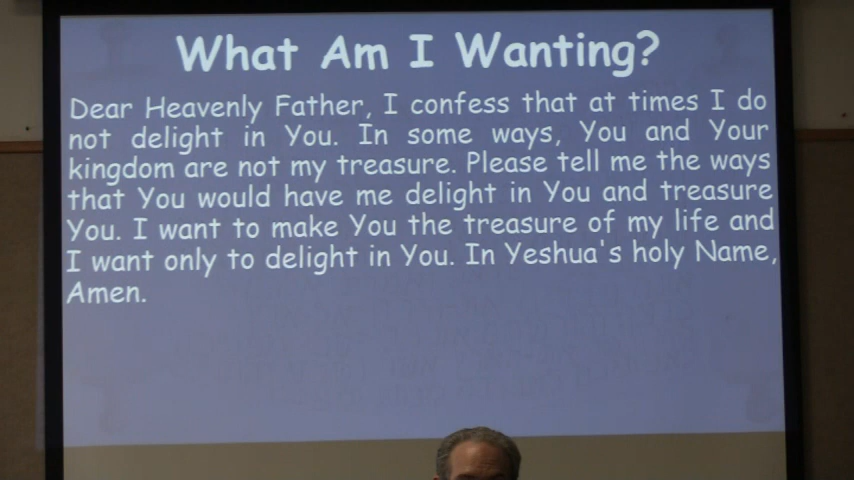 What Am I Wanting?
Dear Heavenly Father, I confess that at times I do
not delight in You. In some ways, You and Your
kingdom are not my treasure. Please tell me the ways
that You would have me delight in You and treasure
You. I want to make You the treasure of my life and
I want only to delight in You. In Yeshua's holy Name,
Amen.